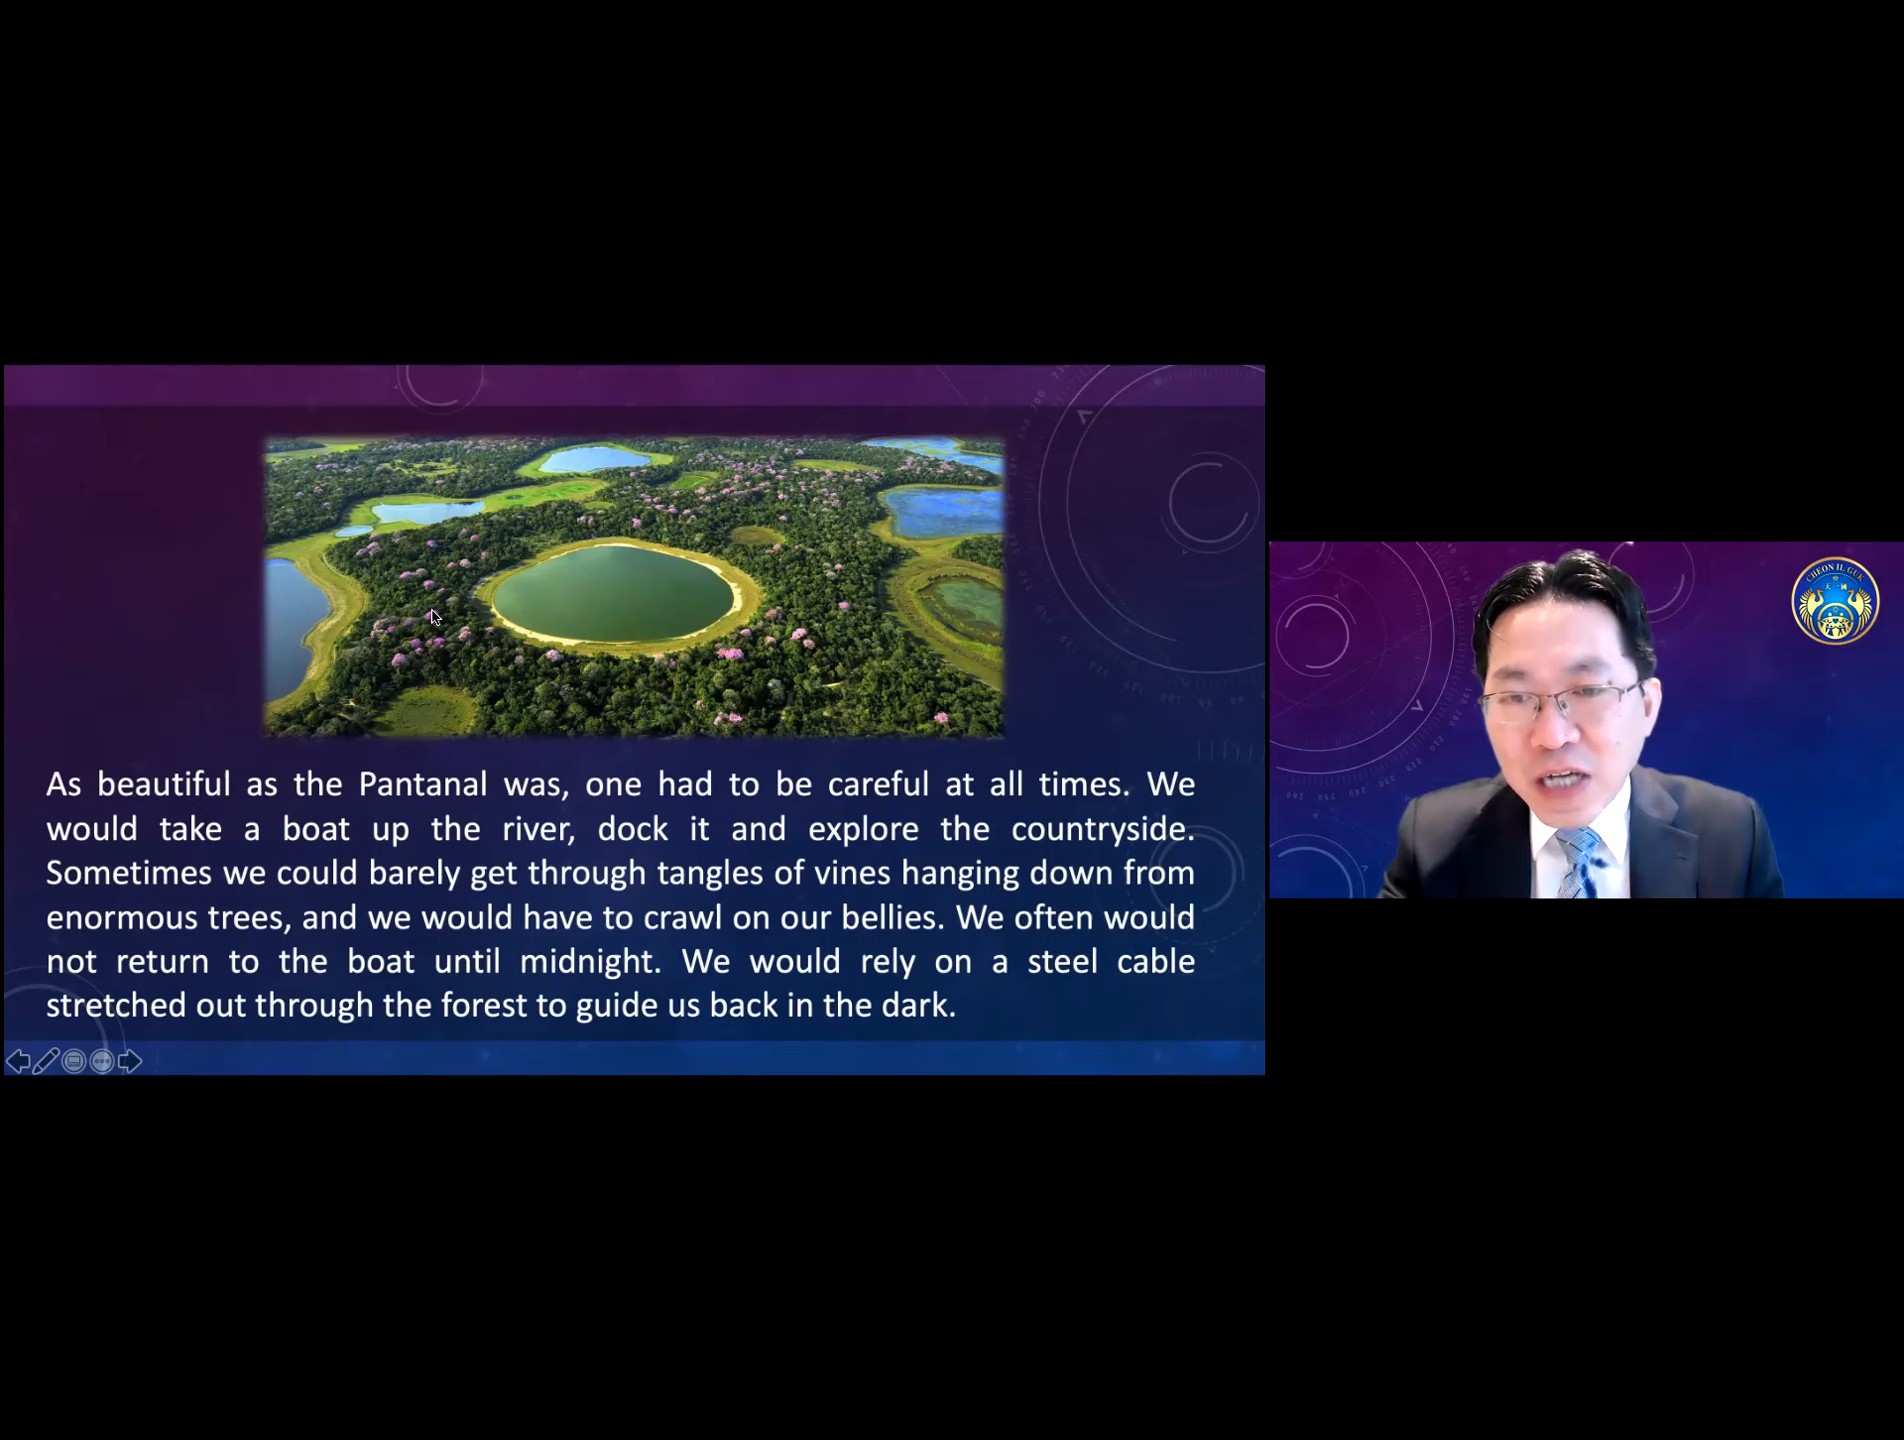 As beautiful as the Pantanal was, one had to be careful at all times. We
would take a boat up the river, dock it and explore the countryside.
Sometimes we could barely get through tangles of vines hanging down from
enormous trees, and we would have to crawl on our bellies. We often would
not return to the boat until midnight. We would rely on a steel cable
stretched out through the forest to guide us back in the dark.
CHEON IL GUK